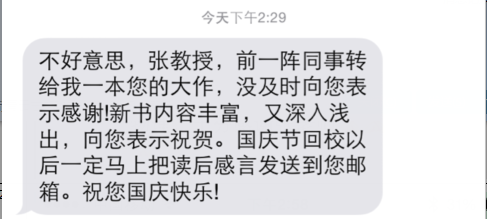 今天下午2:29
不好意思，张教授，前一阵同事转
给我一本您的大作，没及时向您表
示感谢!新书内容丰富，又深入浅
出，向您表示祝贺。国庆节回校以
后一定马上把读后感言发送到您邮
箱。祝您国庆快乐!